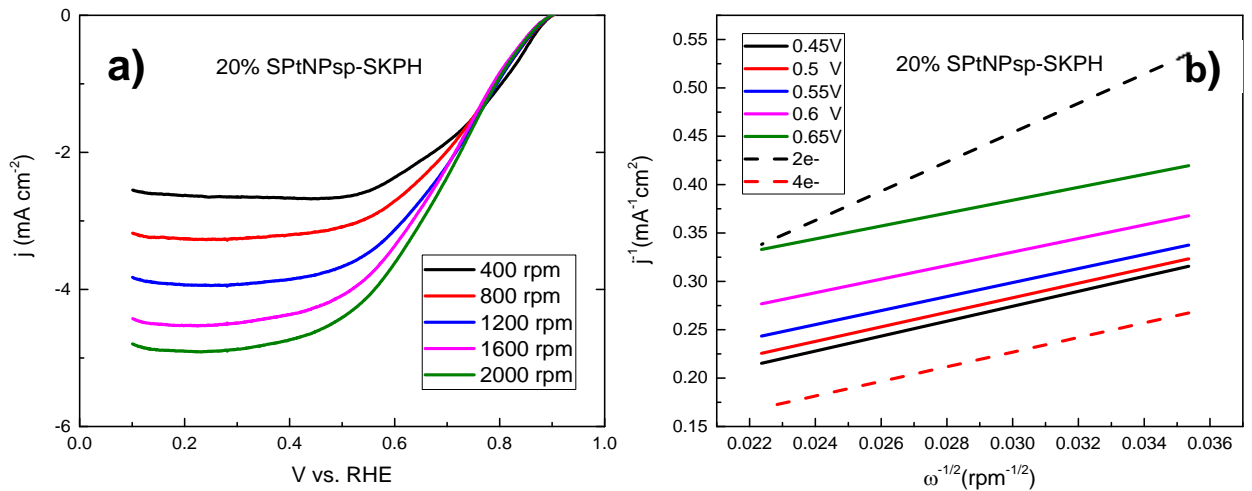 a)
20% SPtNPsp-SKPH
0
-2
-4
-6
j (mA cm-2)
400 rpm
800 rpm
1200 rpm
1600 rpm
2000 rpm
0.0 0.2 0.4 0.6 0.8 1.0
V vs. RHE
b)
20% SPtNPsp-SKPH
0.45V
0.5 V
0.55V
0.6 V
0.65V
2e-
4e-
0.55
0.50
0.45
0.40
0.35
0.30
0.25
0.20
0.15
j-1(mA-1cm2)
0.022 0.024 0.026 0.028 0.030 0.032 0.034 0.036
ω-1/2(rpm-1/2)